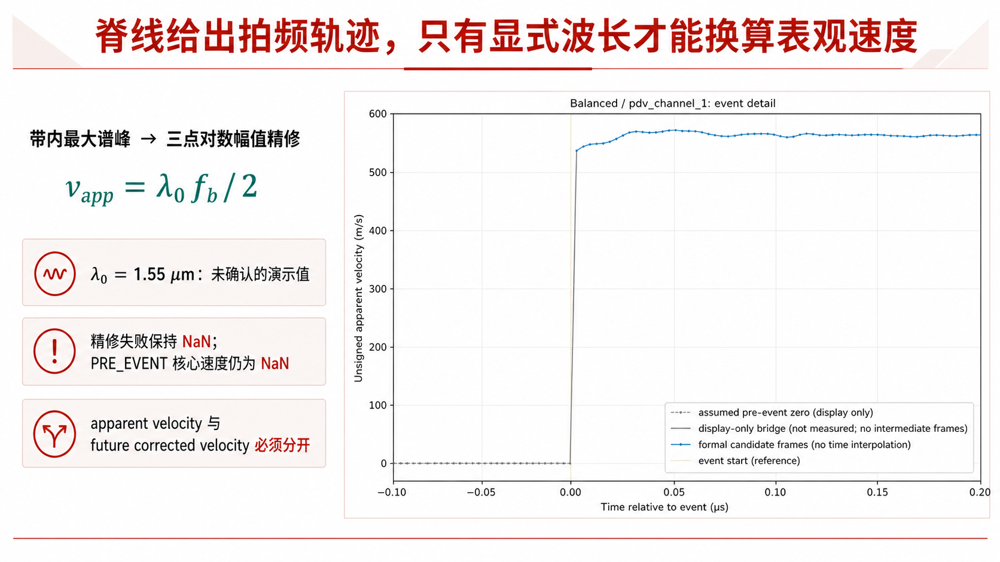 脊线给出拍频轨迹，只有显式波长才能换算表观速度
带内最大谱峰 → 三点对数幅值精修
v_app = λ₀ f_b / 2
λ₀ = 1.55 μm：未确认的演示值
精修失败保持 NaN；
PRE_EVENT 核心速度仍为 NaN
apparent velocity 与
future corrected velocity 必须分开
Balanced / pdv_channel_1: event detail
Unsigned apparent velocity (m/s)
600
500
400
300
200
100
0
assumed pre-event zero (display only)
display-only bridge (not measured; no intermediate frames)
formal candidate frames (no time interpolation)
event start (reference)
−0.10 −0.05 0.00 0.05 0.10 0.15 0.20
Time relative to event (μs)